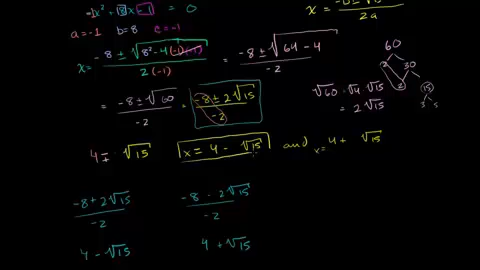 -1x² + 8x - 1 = 0
a = -1 b = 8 c = -1
x = (-8 ± √(8² - 4(-1)(-1))) / 2(-1) = (-8 ± √(64 - 4)) / -2
= (-8 ± √60) / -2 = (-8 ± 2√15) / -2
4 ∓ √15 x = 4 - √15 and x = 4 + √15
(-8 + 2√15) / -2 (-8 - 2√15) / -2
4 - √15 4 + √15
2a
60
2 30
2 15
3 5
√60 = √4 √15
= 2√15